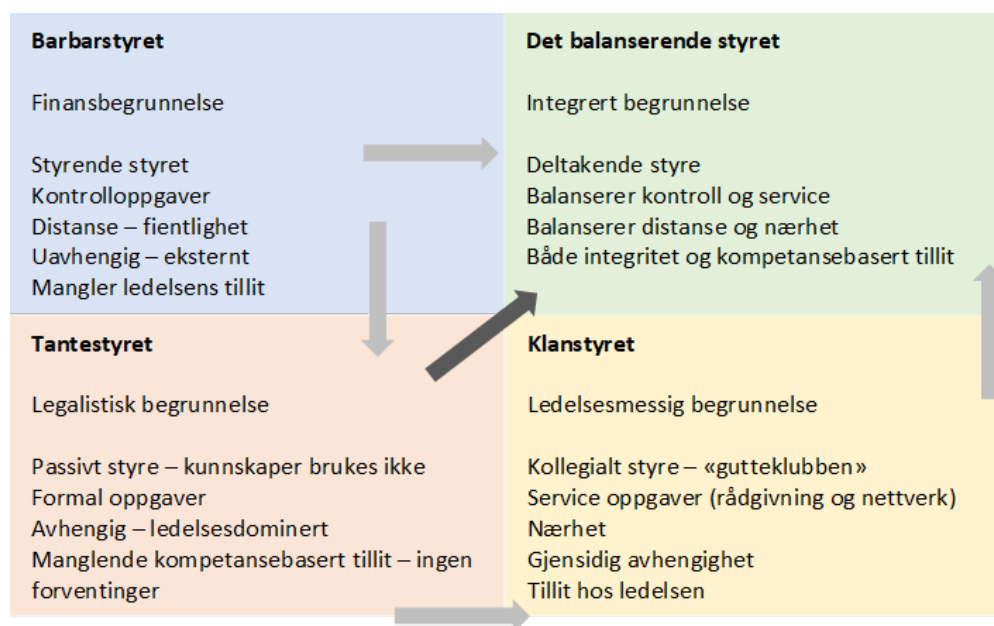 Barbarstyret
Finansbegrunnelse
Styrende styret
Kontrolloppgaver
Distanse – fientlighet
Uavhengig – eksternt
Mangler ledelsens tillit
Det balanserende styret
Integrert begrunnelse
Deltakende styre
Balanserer kontroll og service
Balanserer distanse og nærhet
Både integritet og kompetansebasert tillit
Tantestyret
Legalistisk begrunnelse
Passivt styre – kunnskaper brukes ikke
Formal oppgaver
Avhengig – ledelsesdominert
Manglende kompetansebasert tillit – ingen
forventinger
Klanstyret
Ledelsesmessig begrunnelse
Kollegialt styre – «gutteklubben»
Service oppgaver (rådgivning og nettverk)
Nærhet
Gjensidig avhengighet
Tillit hos ledelsen